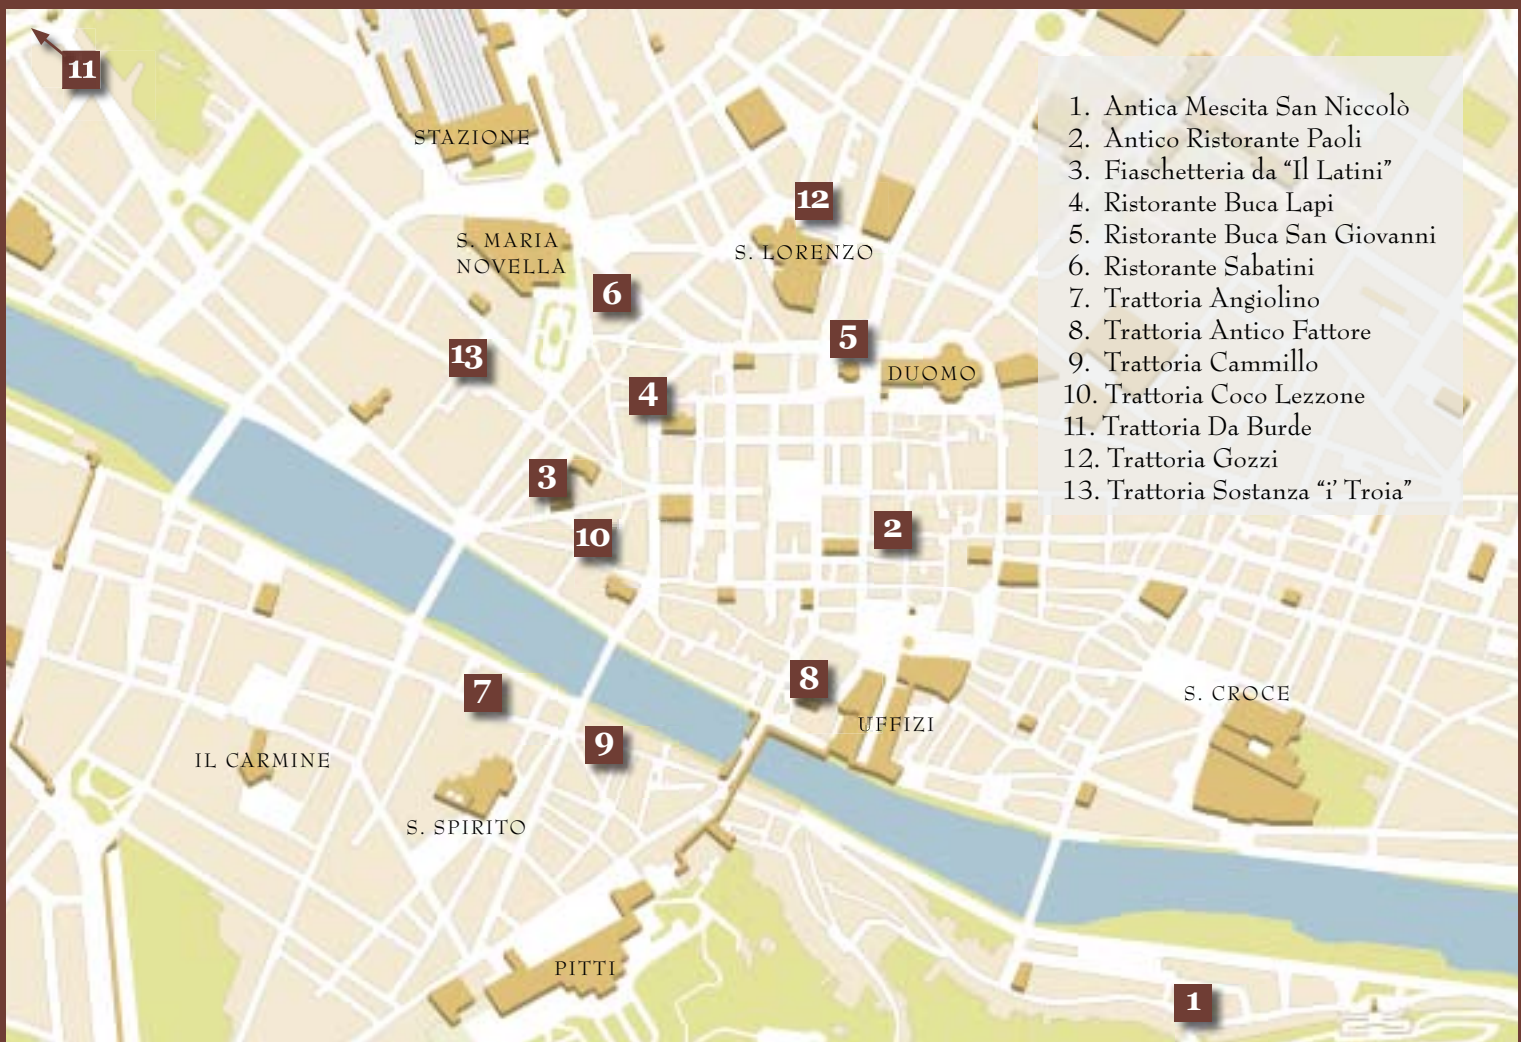 11
STAZIONE
12
S. MARIA
NOVELLA
S. LORENZO
6
5
13
DUOMO
4
3
10
2
7
8
S. CROCE
UFFIZI
9
IL CARMINE
S. SPIRITO
PITTI
1
1. Antica Mescita San Niccolò
2. Antico Ristorante Paoli
3. Fiaschetteria da “Il Latini”
4. Ristorante Buca Lapi
5. Ristorante Buca San Giovanni
6. Ristorante Sabatini
7. Trattoria Angiolino
8. Trattoria Antico Fattore
9. Trattoria Cammillo
10. Trattoria Coco Lezzone
11. Trattoria Da Burde
12. Trattoria Gozzi
13. Trattoria Sostanza “i’ Troia”